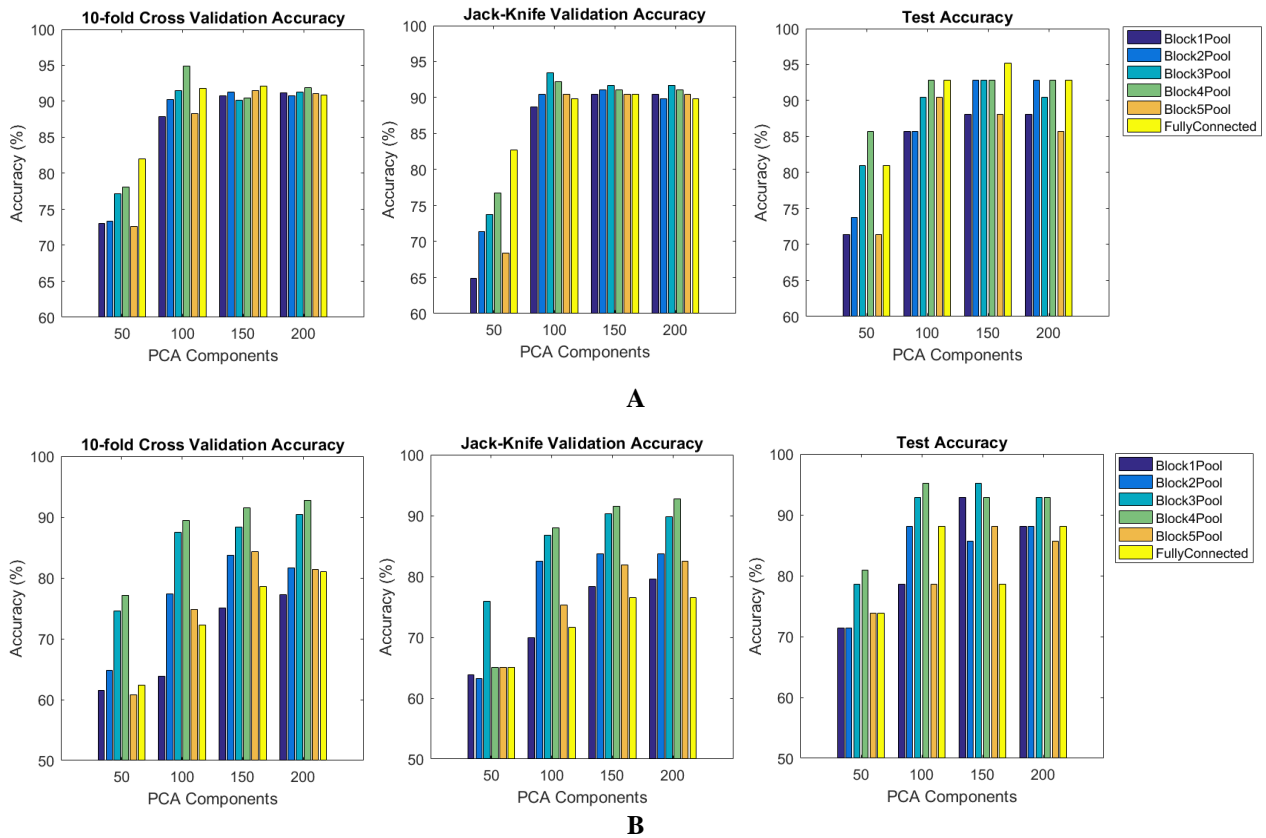 10-fold Cross Validation Accuracy
Accuracy (%)
100
95
90
85
80
75
70
65
60
50 100 150 200
PCA Components
Jack-Knife Validation Accuracy
Accuracy (%)
100
95
90
85
80
75
70
65
60
50 100 150 200
PCA Components
Test Accuracy
Accuracy (%)
100
95
90
85
80
75
70
65
60
50 100 150 200
PCA Components
Block1Pool
Block2Pool
Block3Pool
Block4Pool
Block5Pool
FullyConnected
A
10-fold Cross Validation Accuracy
Accuracy (%)
100
90
80
70
60
50
50 100 150 200
PCA Components
Jack-Knife Validation Accuracy
Accuracy (%)
100
90
80
70
60
50
50 100 150 200
PCA Components
Test Accuracy
Accuracy (%)
100
90
80
70
60
50
50 100 150 200
PCA Components
Block1Pool
Block2Pool
Block3Pool
Block4Pool
Block5Pool
FullyConnected
B